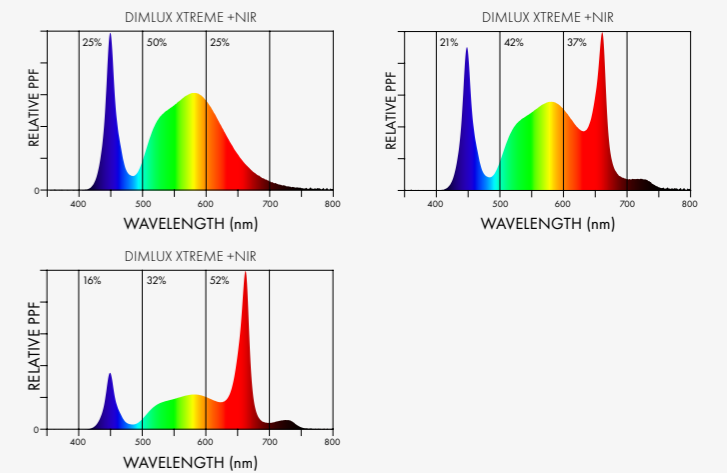 DIMLUX XTREME +NIR
25% 50% 25%
RELATIVE PPF
0
400 500 600 700 800
WAVELENGTH (nm)
DIMLUX XTREME +NIR
21% 42% 37%
RELATIVE PPF
0
400 500 600 700 800
WAVELENGTH (nm)
DIMLUX XTREME +NIR
16% 32% 52%
RELATIVE PPF
0
400 500 600 700 800
WAVELENGTH (nm)